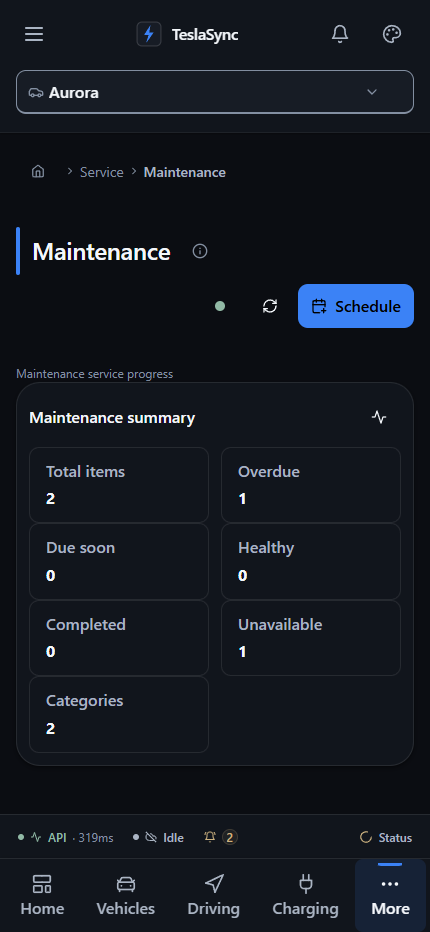 TeslaSync
Aurora
Service
Maintenance
Maintenance
Schedule
Maintenance service progress
Maintenance summary
Total items
2
Overdue
1
Due soon
0
Healthy
0
Completed
0
Unavailable
1
Categories
2
API · 319ms
Idle
2
Status
Home
Vehicles
Driving
Charging
More